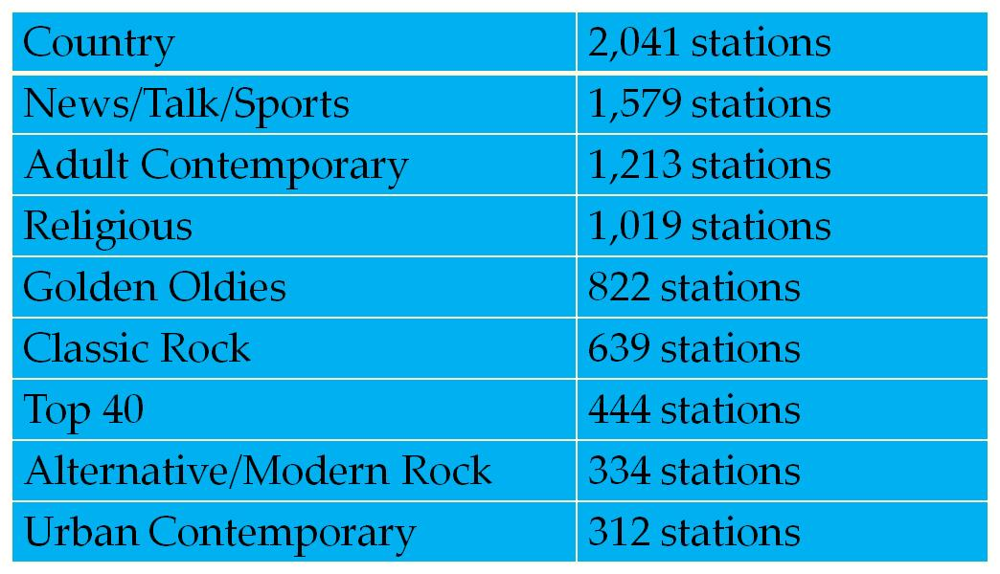 Country 2,041 stations
News/Talk/Sports 1,579 stations
Adult Contemporary 1,213 stations
Religious 1,019 stations
Golden Oldies 822 stations
Classic Rock 639 stations
Top 40 444 stations
Alternative/Modern Rock 334 stations
Urban Contemporary 312 stations